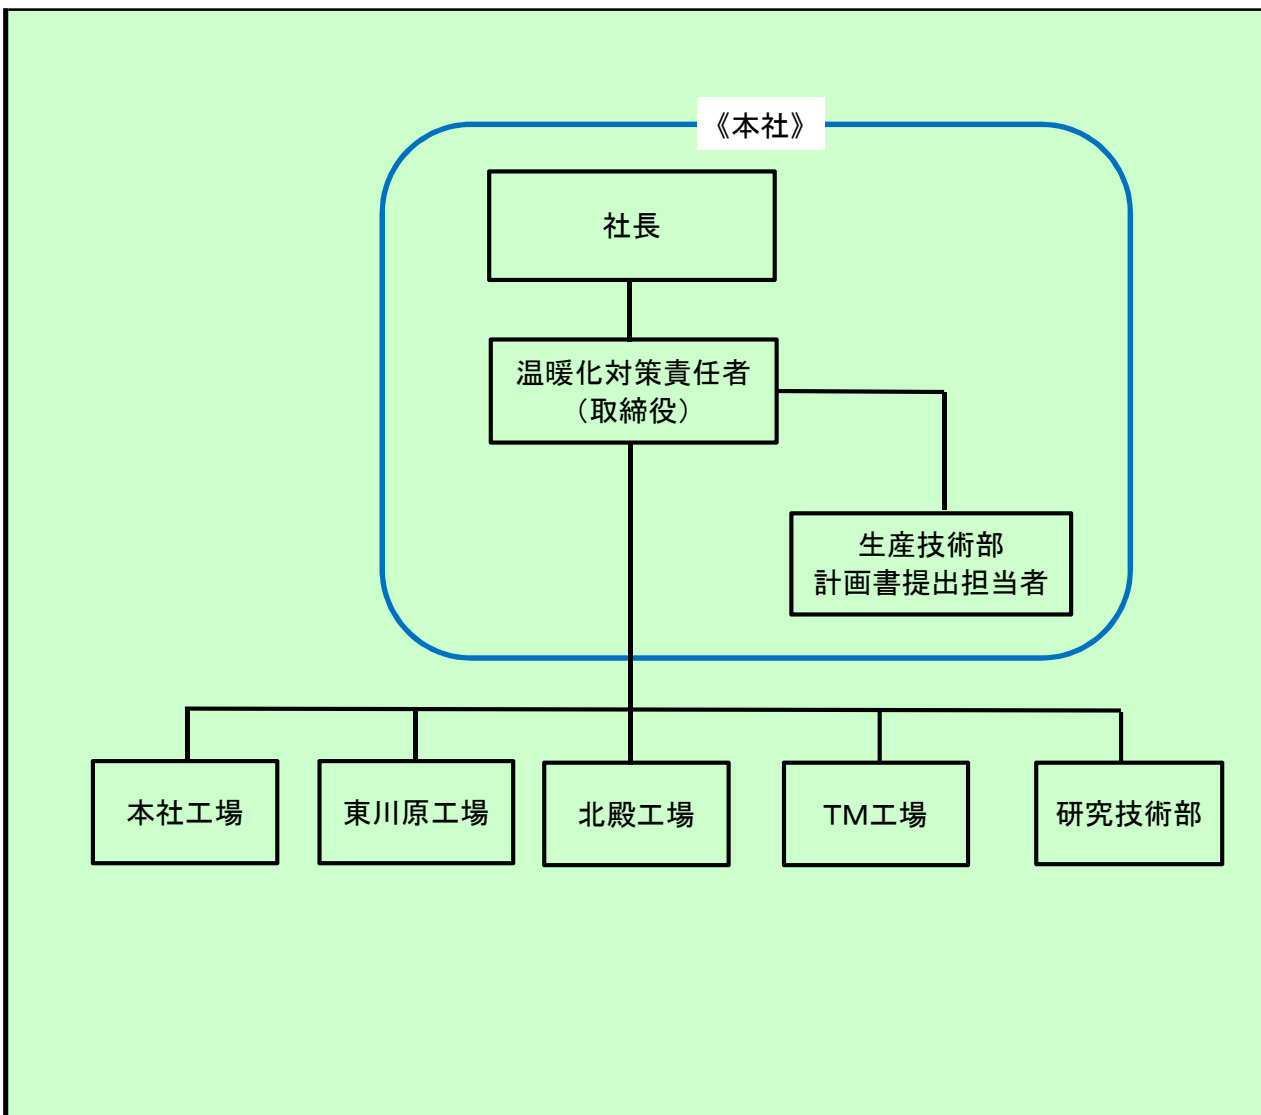 《本社》
社長
温暖化対策責任者
（取締役）
生産技術部
計画書提出担当者
本社工場
東川原工場
北殿工場
TM工場
研究技術部